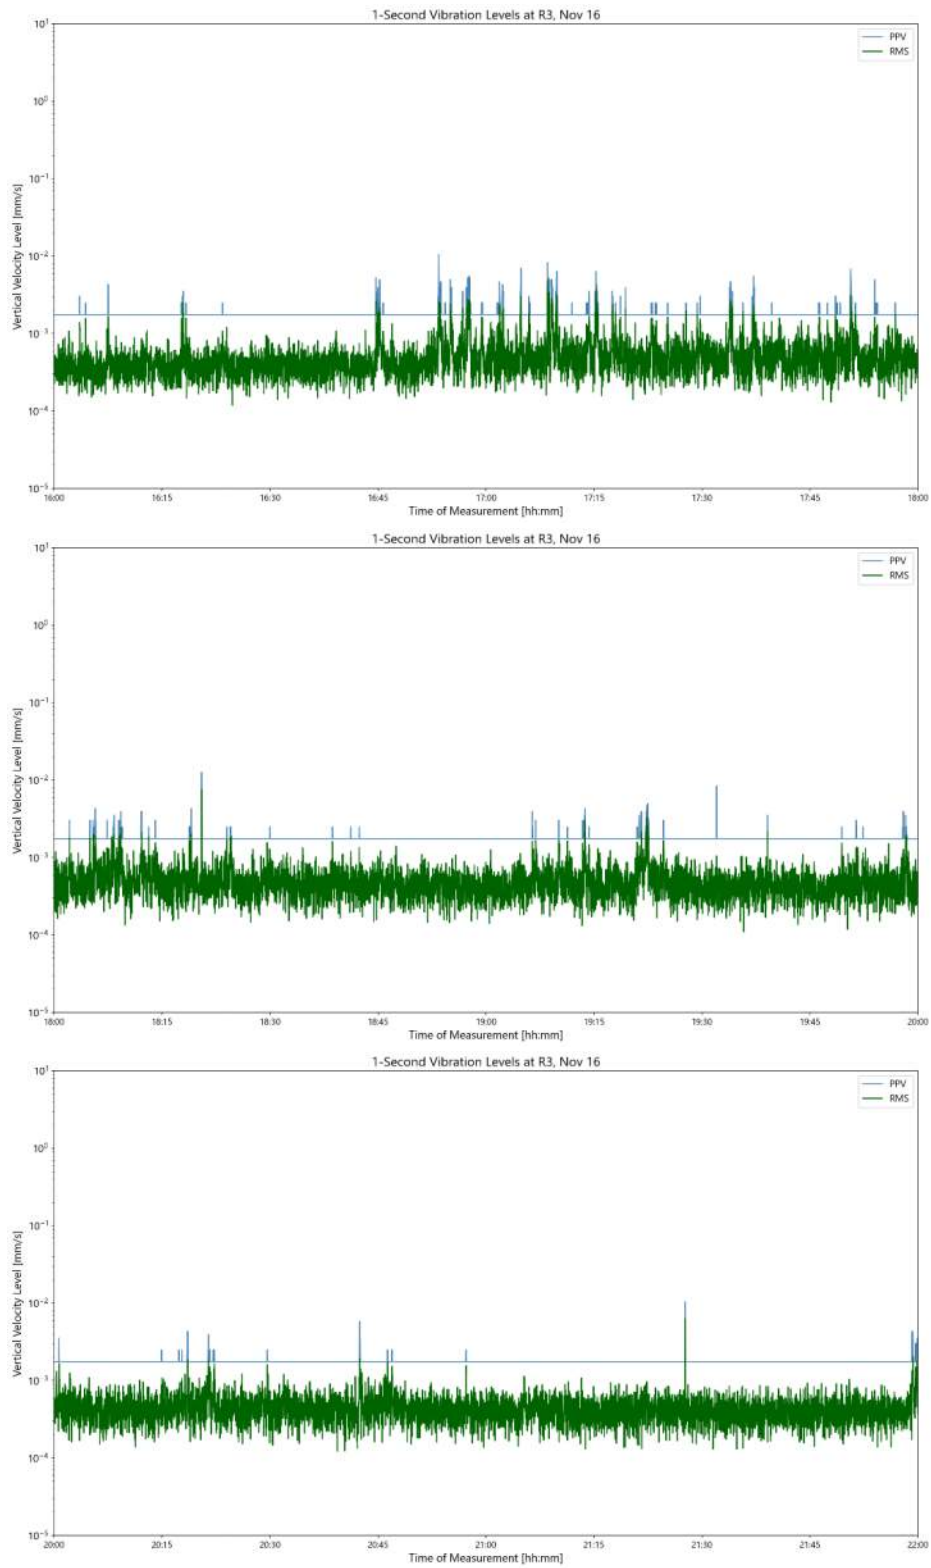 1-Second Vibration Levels at R3, Nov 16
PPV
RMS
10¹
10⁰
10⁻¹
10⁻²
10⁻³
10⁻⁴
10⁻⁵
Vertical Velocity Level [mm/s]
16:00 16:15 16:30 16:45 17:00 17:15 17:30 17:45 18:00
Time of Measurement [hh:mm]
1-Second Vibration Levels at R3, Nov 16
PPV
RMS
10¹
10⁰
10⁻¹
10⁻²
10⁻³
10⁻⁴
10⁻⁵
Vertical Velocity Level [mm/s]
18:00 18:15 18:30 18:45 19:00 19:15 19:30 19:45 20:00
Time of Measurement [hh:mm]
1-Second Vibration Levels at R3, Nov 16
PPV
RMS
10¹
10⁰
10⁻¹
10⁻²
10⁻³
10⁻⁴
10⁻⁵
Vertical Velocity Level [mm/s]
20:00 20:15 20:30 20:45 21:00 21:15 21:30 21:45 22:00
Time of Measurement [hh:mm]